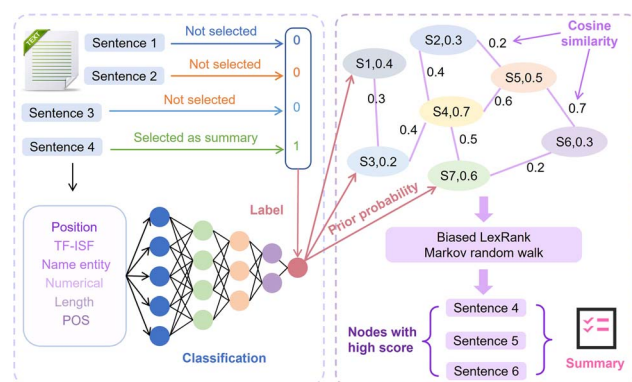 TEXT
Sentence 1
Not selected
0
Sentence 2
Not selected
0
Sentence 3
Not selected
0
Sentence 4
Selected as summary
1
Position
TF-ISF
Name entity
Numerical
Length
POS
Classification
Label
Prior probability
S1,0.4
S2,0.3
0.2
Cosine
similarity
S5,0.5
0.4
0.3
S4,0.7
0.6
0.7
0.4
0.5
S6,0.3
S3,0.2
S7,0.6
0.2
Biased LexRank
Markov random walk
Nodes with
high score
Sentence 4
Sentence 5
Sentence 6
Summary